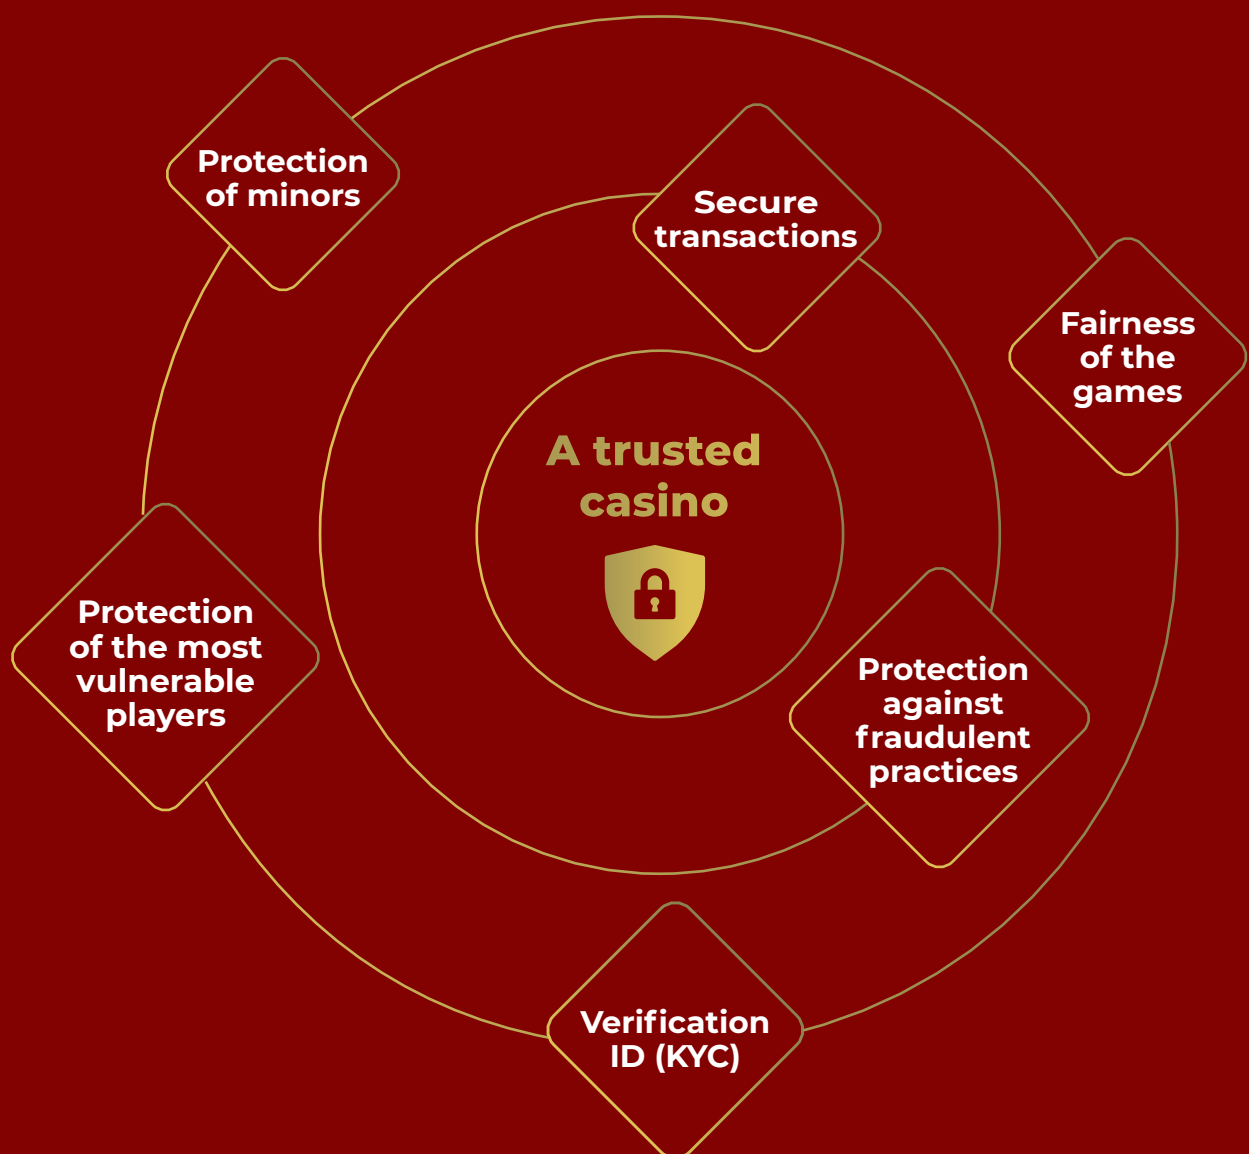 Protection
of minors
Secure
transactions
Fairness
of the
games
A trusted
casino
Protection
of the most
vulnerable
players
Protection
against
fraudulent
practices
Verification
ID (KYC)